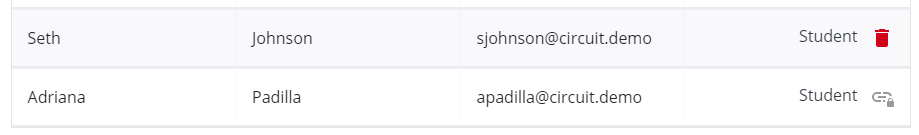 Seth Johnson sjohnson@circuit.demo Student
Adriana Padilla apadilla@circuit.demo Student